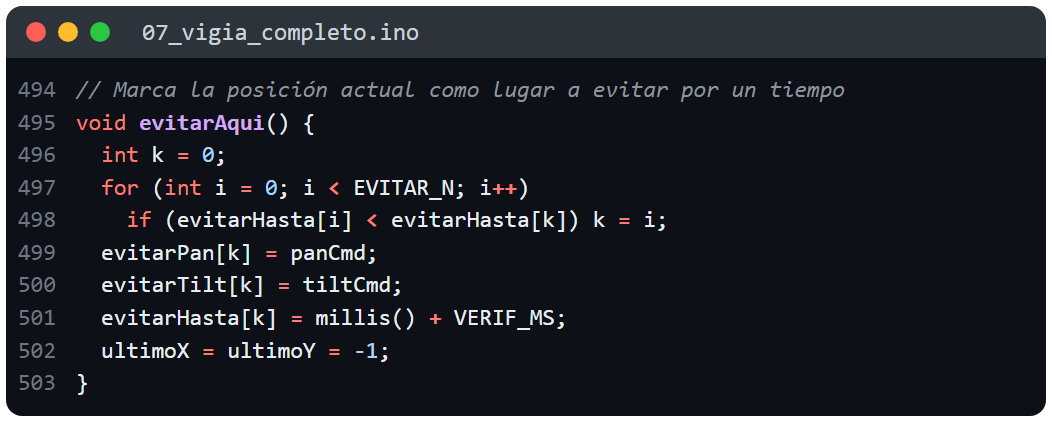 07_vigia_completo.ino
494 // Marca la posición actual como lugar a evitar por un tiempo
495 void evitarAqui() {
496   int k = 0;
497   for (int i = 0; i < EVITAR_N; i++)
498     if (evitarHasta[i] < evitarHasta[k]) k = i;
499   evitarPan[k] = panCmd;
500   evitarTilt[k] = tiltCmd;
501   evitarHasta[k] = millis() + VERIF_MS;
502   ultimoX = ultimoY = -1;
503 }